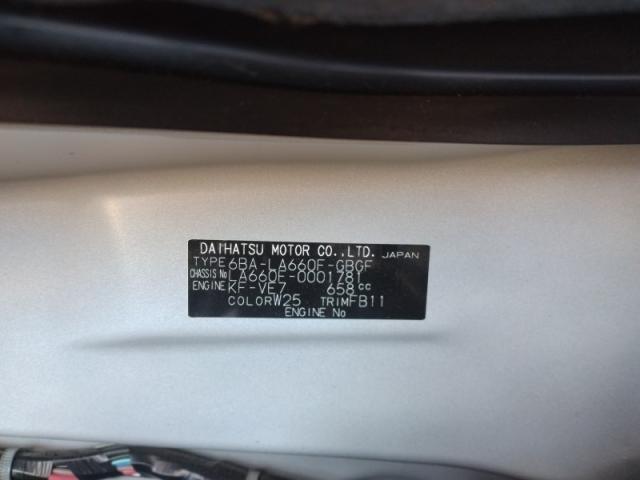 DAIHATSU MOTOR CO.,LTD. JAPAN
TYPE 6BA-LA660F-GBGF
CHASSIS No LA660F-0001781
ENGINE KF-VE7 658cc
COLOR W25 TRIM FB11
ENGINE No